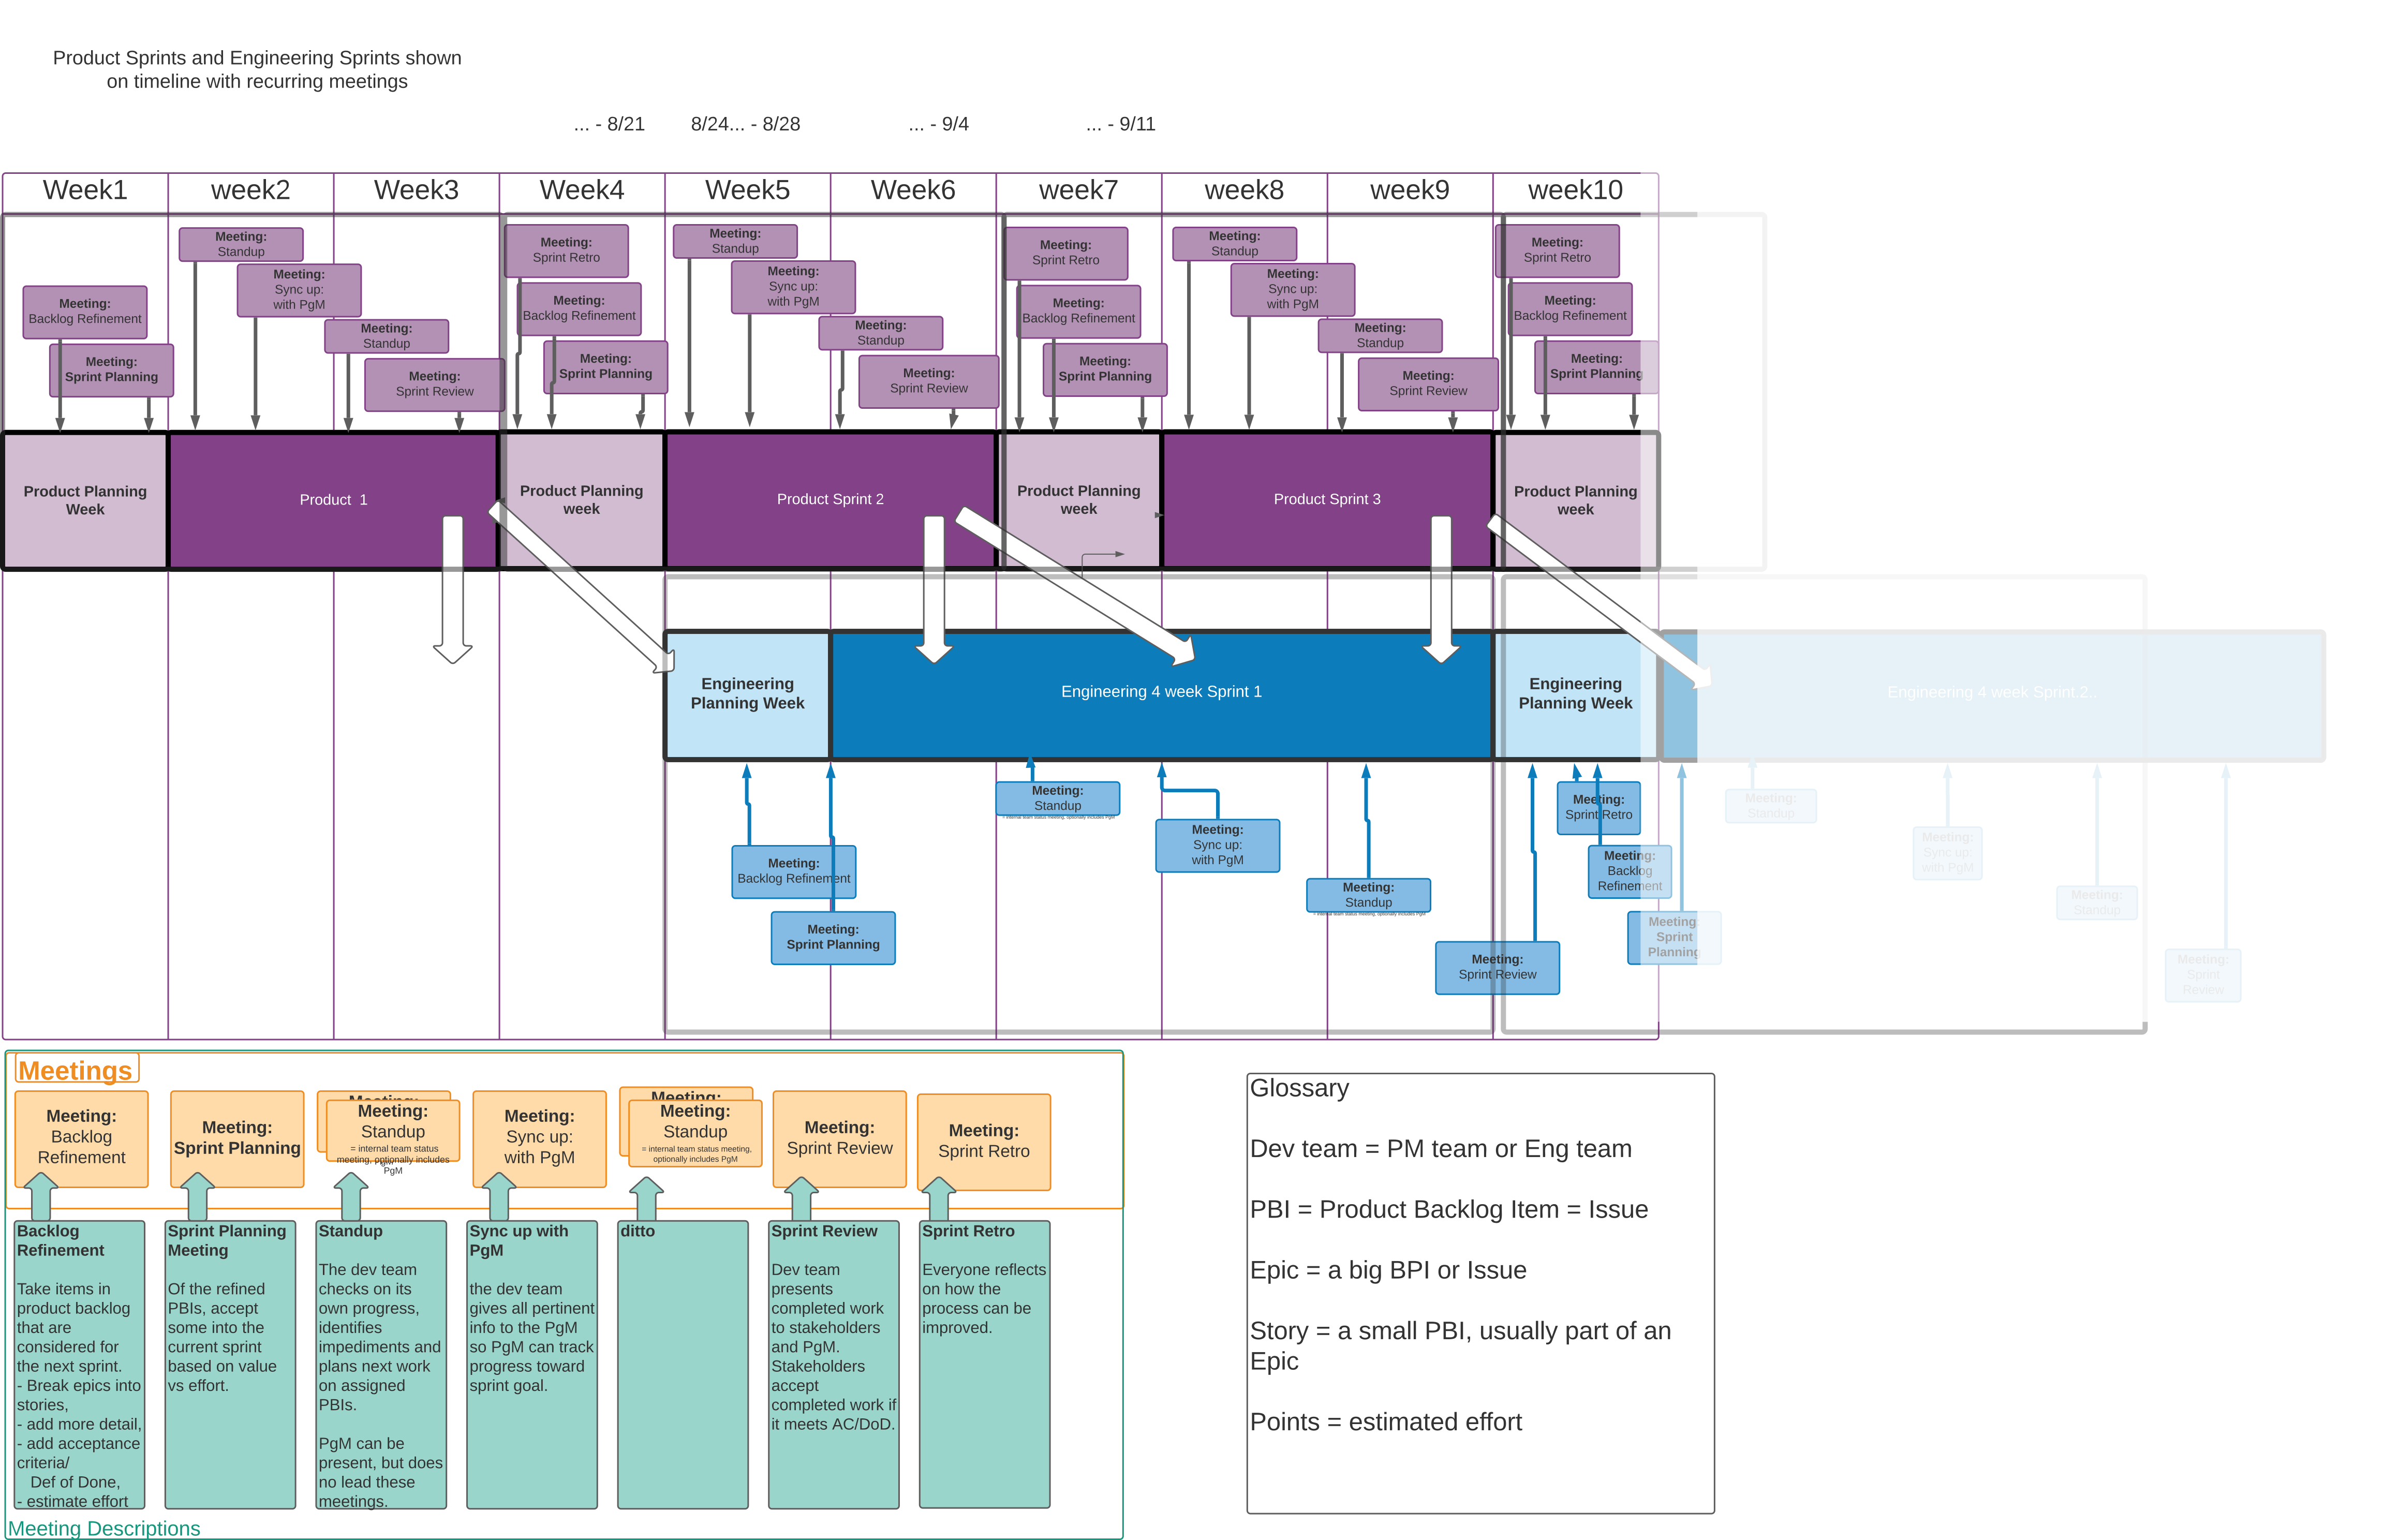 Product Sprints and Engineering Sprints shown
on timeline with recurring meetings
... - 8/21
8/24... - 8/28
... - 9/4
... - 9/11
Week1
week2
Week3
Week4
Week5
Week6
week7
week8
week9
week10
Meeting:
Backlog Refinement
Meeting:
Sprint Planning
Meeting:
Standup
Meeting:
Sync up:
with PgM
Meeting:
Standup
Meeting:
Sprint Review
Meeting:
Sprint Retro
Meeting:
Backlog Refinement
Meeting:
Sprint Planning
Meeting:
Standup
Meeting:
Sync up:
with PgM
Meeting:
Standup
Meeting:
Sprint Review
Meeting:
Sprint Retro
Meeting:
Backlog Refinement
Meeting:
Sprint Planning
Meeting:
Standup
Meeting:
Sync up:
with PgM
Meeting:
Standup
Meeting:
Sprint Review
Meeting:
Sprint Retro
Meeting:
Backlog Refinement
Meeting:
Sprint Planning
Product Planning
Week
Product 1
Product Planning
week
Product Sprint 2
Product Planning
week
Product Sprint 3
Product Planning
week
Engineering
Planning Week
Engineering 4 week Sprint 1
Engineering
Planning Week
Engineering 4 week Sprint 2..
Meeting:
Backlog Refinement
Meeting:
Sprint Planning
Meeting:
Standup
= internal team status meeting, optionally includes PgM
Meeting:
Sync up:
with PgM
Meeting:
Standup
= internal team status meeting, optionally includes PgM
Meeting:
Sprint Review
Meeting:
Sprint Retro
Meeting:
Backlog
Refinement
Meeting
Sprint
Planning
Meeting:
Standup
Meeting:
Sync up:
with PgM
Meeting:
Standup
Meeting:
Sprint
Review
Meetings
Meeting:
Backlog
Refinement
Meeting:
Sprint Planning
Meeting:
Meeting:
Standup
= internal team status
meeting, optionally includes
PgM
Meeting:
Sync up:
with PgM
Meeting:
Meeting:
Standup
= internal team status meeting,
optionally includes PgM
Meeting:
Sprint Review
Meeting:
Sprint Retro
Backlog
Refinement
Take items in
product backlog
that are
considered for
the next sprint.
- Break epics into
stories,
- add more detail,
- add acceptance
criteria/
Def of Done,
- estimate effort
Sprint Planning
Meeting
Of the refined
PBIs, accept
some into the
current sprint
based on value
vs effort.
Standup
The dev team
checks on its
own progress,
identifies
impediments and
plans next work
on assigned
PBIs.
PgM can be
present, but does
no lead these
meetings.
Sync up with
PgM
the dev team
gives all pertinent
info to the PgM
so PgM can track
progress toward
sprint goal.
ditto
Sprint Review
Dev team
presents
completed work
to stakeholders
and PgM.
Stakeholders
accept
completed work if
it meets AC/DoD.
Sprint Retro
Everyone reflects
on how the
process can be
improved.
Meeting Descriptions
Glossary
Dev team = PM team or Eng team
PBI = Product Backlog Item = Issue
Epic = a big BPI or Issue
Story = a small PBI, usually part of an
Epic
Points = estimated effort